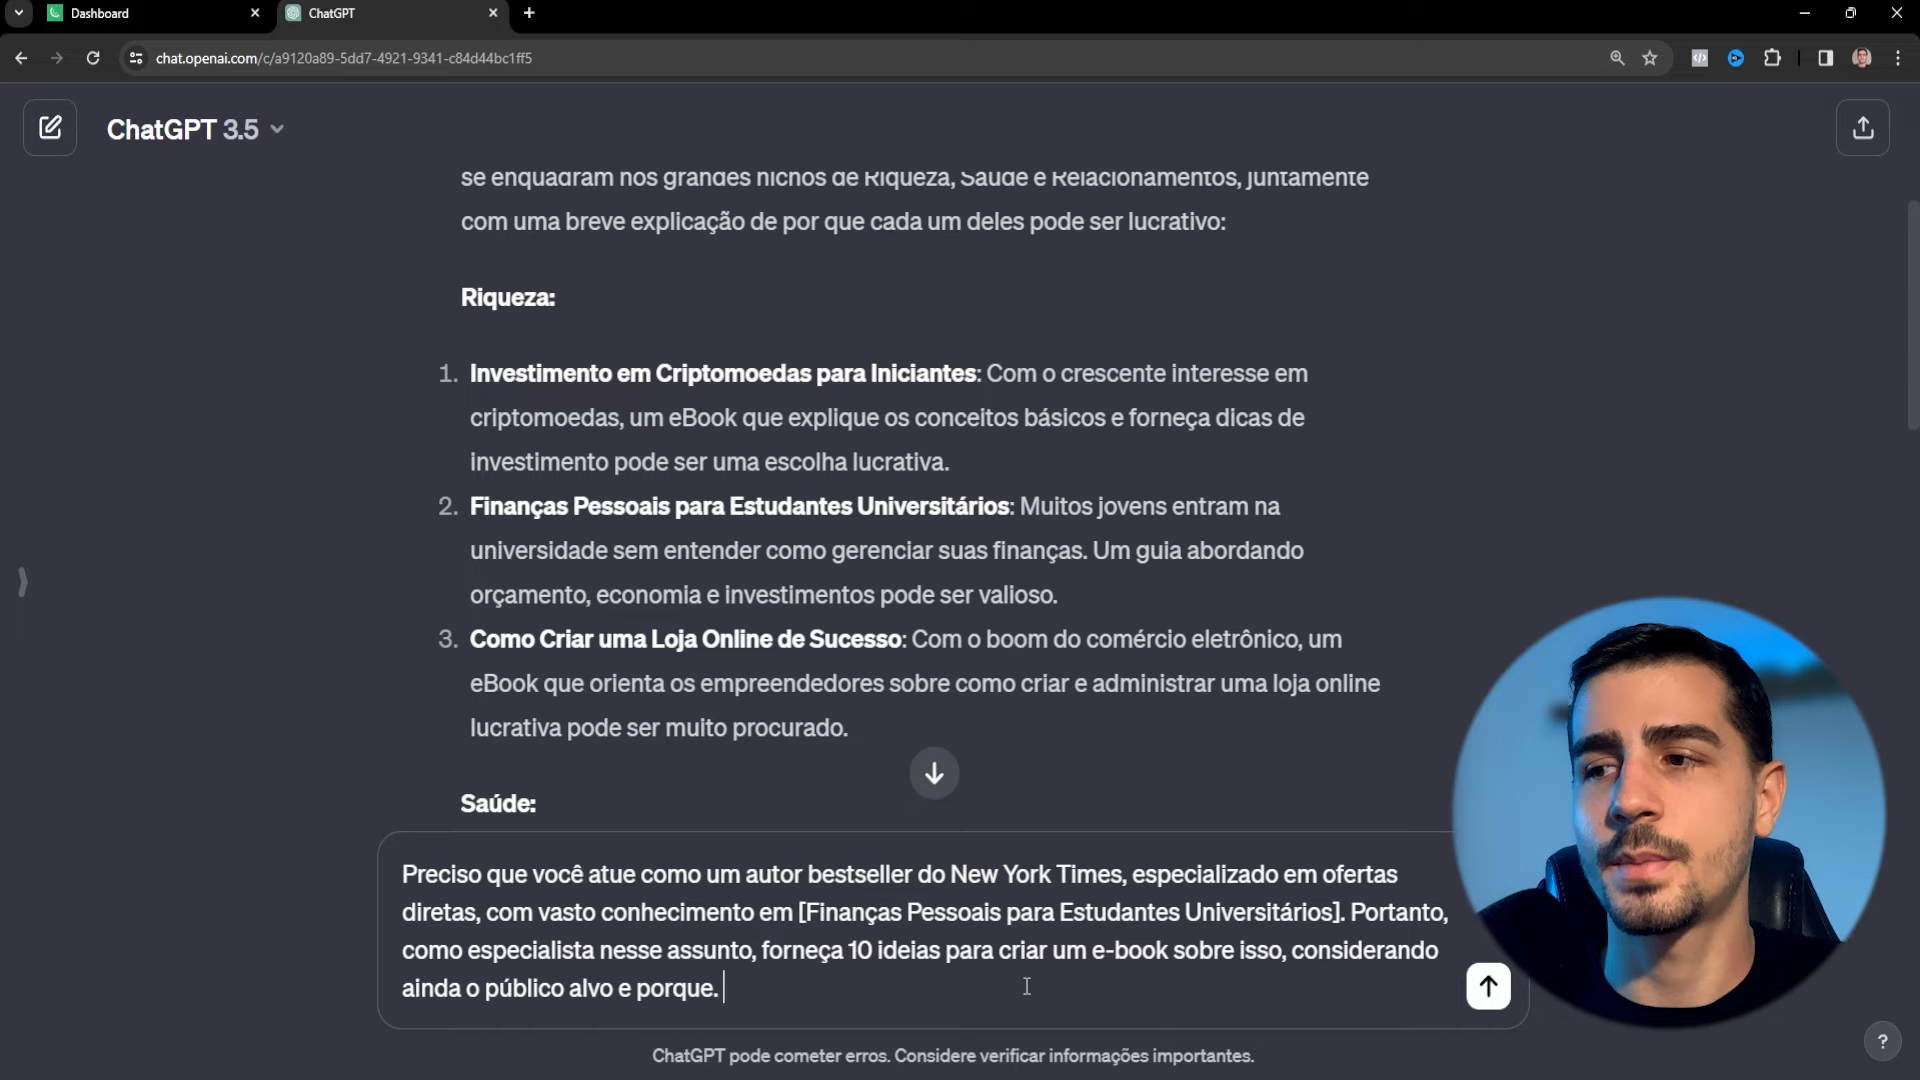 Dashboard
ChatGPT
chat.openai.com/c/a9120a89-5dd7-4921-9341-c84d44bc1ff5
ChatGPT 3.5
se enquadram nos grandes nichos de Riqueza, Saúde e Relacionamentos, juntamente
com uma breve explicação de por que cada um deles pode ser lucrativo:
Riqueza:
1. Investimento em Criptomoedas para Iniciantes: Com o crescente interesse em
criptomoedas, um eBook que explique os conceitos básicos e forneça dicas de
investimento pode ser uma escolha lucrativa.
2. Finanças Pessoais para Estudantes Universitários: Muitos jovens entram na
universidade sem entender como gerenciar suas finanças. Um guia abordando
orçamento, economia e investimentos pode ser valioso.
3. Como Criar uma Loja Online de Sucesso: Com o boom do comércio eletrônico, um
eBook que orienta os empreendedores sobre como criar e administrar uma loja online
lucrativa pode ser muito procurado.
Saúde:
Preciso que você atue como um autor bestseller do New York Times, especializado em ofertas
diretas, com vasto conhecimento em [Finanças Pessoais para Estudantes Universitários]. Portanto,
como especialista nesse assunto, forneça 10 ideias para criar um e-book sobre isso, considerando
ainda o público alvo e porque.
ChatGPT pode cometer erros. Considere verificar informações importantes.
?